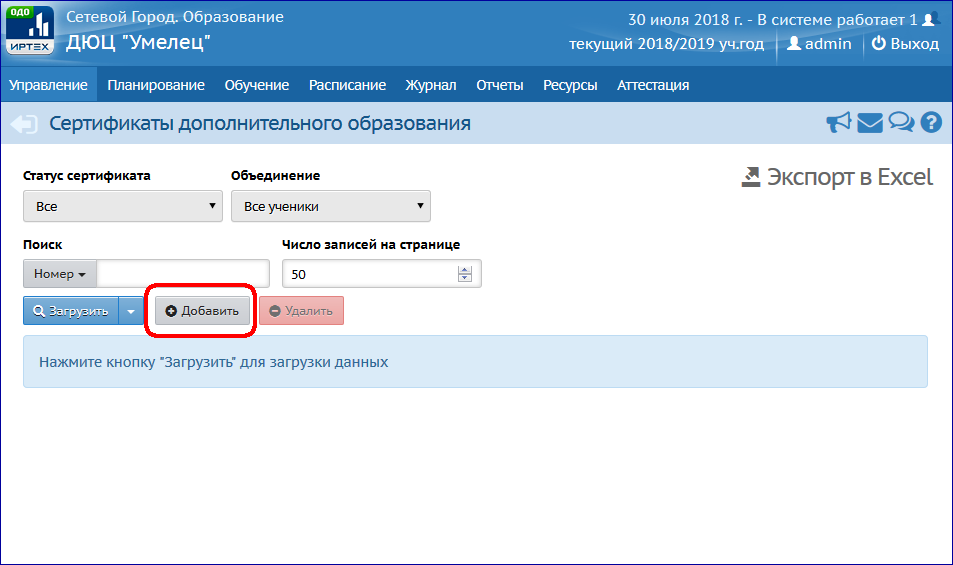 ОДО
ИРТЕХ
Сетевой Город. Образование
ДЮЦ "Умелец"
30 июля 2018 г. - В системе работает 1
текущий 2018/2019 уч.год
admin
Выход
Управление Планирование Обучение Расписание Журнал Отчеты Ресурсы Аттестация
Сертификаты дополнительного образования
Экспорт в Excel
Статус сертификата Объединение
Все Все ученики
Поиск Число записей на странице
Номер 50
Загрузить Добавить Удалить
Нажмите кнопку "Загрузить" для загрузки данных